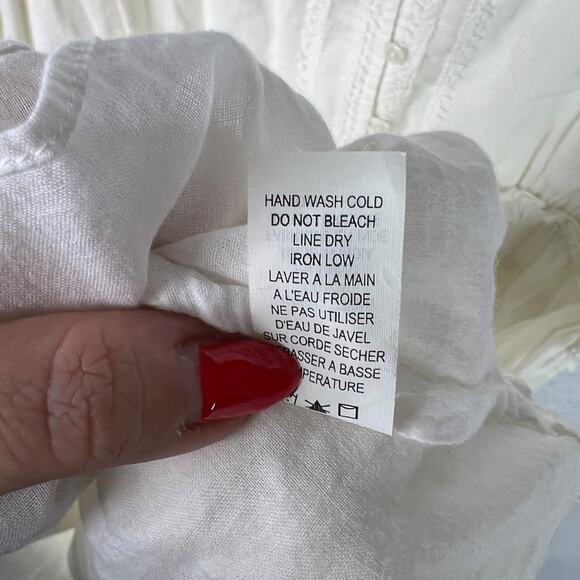 HAND WASH COLD
DO NOT BLEACH
LINE DRY
IRON LOW
LAVER A LA MAIN
A L'EAU FROIDE
NE PAS UTILISER
D'EAU DE JAVEL
SUR CORDE SECHER
A BASSE